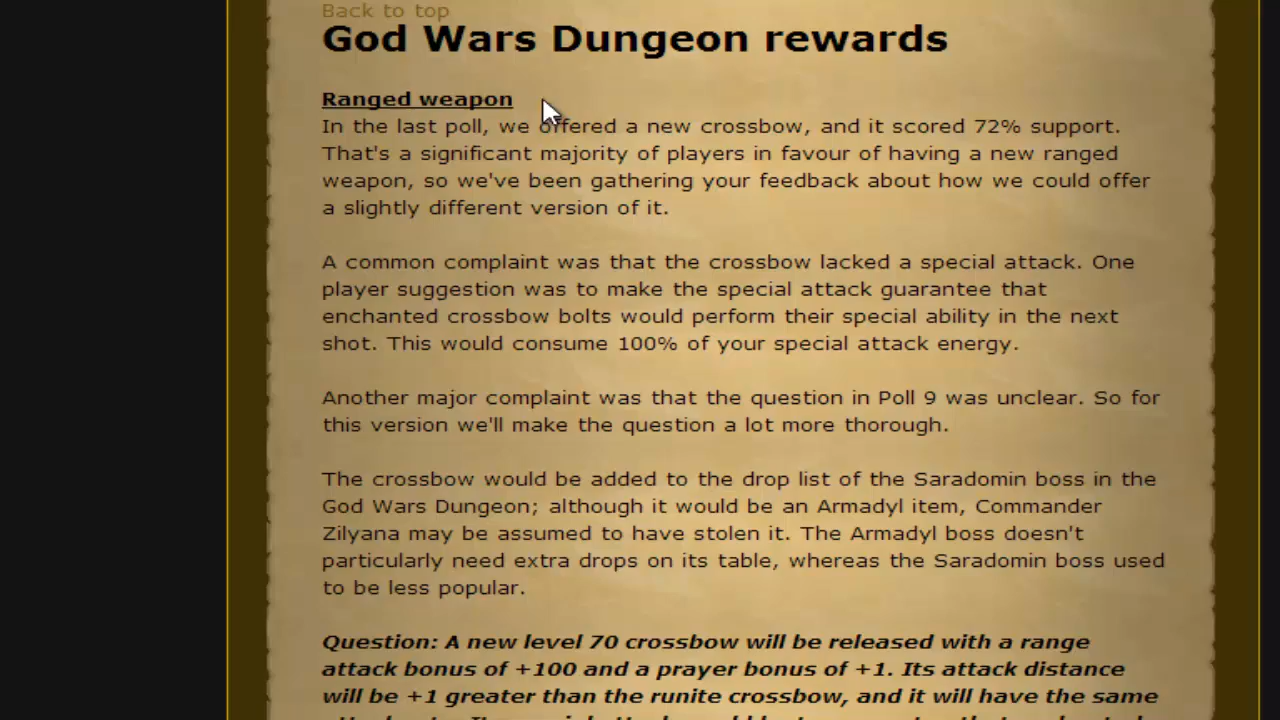 Back to top
God Wars Dungeon rewards
Ranged weapon
In the last poll, we offered a new crossbow, and it scored 72% support.
That's a significant majority of players in favour of having a new ranged
weapon, so we've been gathering your feedback about how we could offer
a slightly different version of it.
A common complaint was that the crossbow lacked a special attack. One
player suggestion was to make the special attack guarantee that
enchanted crossbow bolts would perform their special ability in the next
shot. This would consume 100% of your special attack energy.
Another major complaint was that the question in Poll 9 was unclear. So for
this version we'll make the question a lot more thorough.
The crossbow would be added to the drop list of the Saradomin boss in the
God Wars Dungeon; although it would be an Armadyl item, Commander
Zilyana may be assumed to have stolen it. The Armadyl boss doesn't
particularly need extra drops on its table, whereas the Saradomin boss used
to be less popular.
Question: A new level 70 crossbow will be released with a range
attack bonus of +100 and a prayer bonus of +1. Its attack distance
will be +1 greater than the runite crossbow, and it will have the same